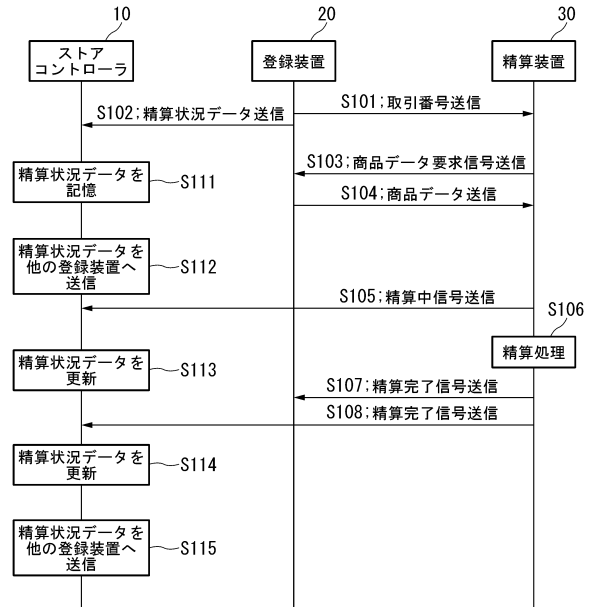 10
20
30
ストア
コントローラ
登録装置
精算装置
S101;取引番号送信
S102;精算状況データ送信
S103;商品データ要求信号送信
精算状況データを
記憶
S111
S104;商品データ送信
精算状況データを
他の登録装置へ
送信
S112
S105;精算中信号送信
S106
精算処理
精算状況データを
更新
S113
S107;精算完了信号送信
S108;精算完了信号送信
精算状況データを
更新
S114
精算状況データを
他の登録装置へ
送信
S115